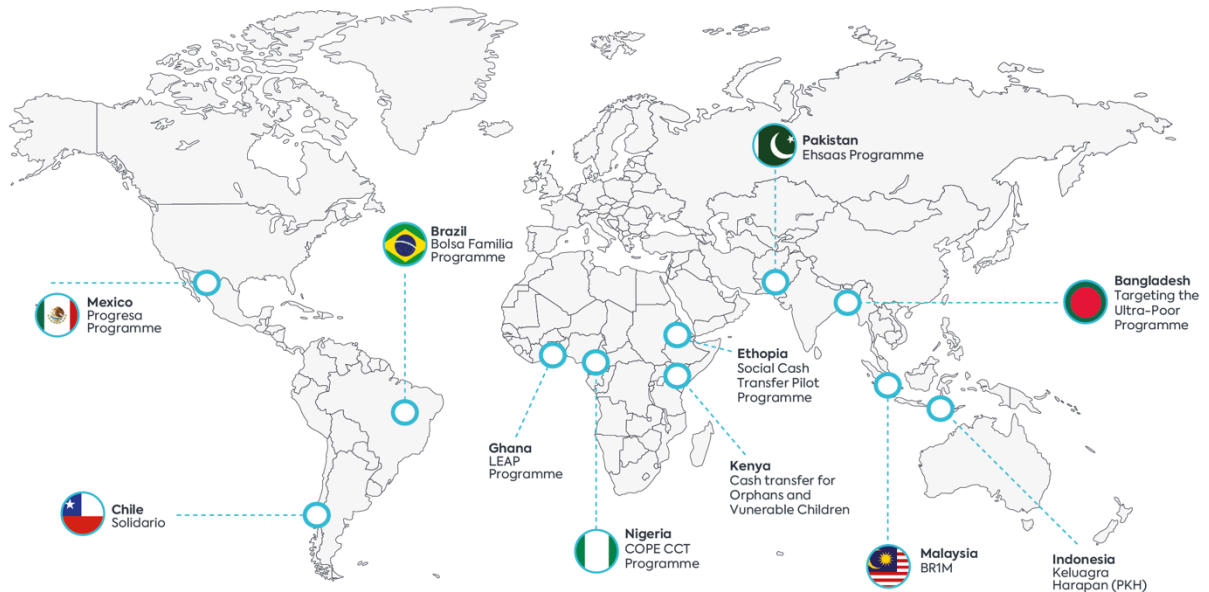 Pakistan
Ehsaas Programme
Brazil
Bolsa Familia
Programme
Mexico
Progresa
Programme
Bangladesh
Targeting the
Ultra-Poor
Programme
Ethopia
Social Cash
Transfer Pilot
Programme
Ghana
LEAP
Programme
Kenya
Cash transfer for
Orphans and
Vunerable Children
Chile
Solidario
Nigeria
COPE CCT
Programme
Malaysia
BR1M
Indonesia
Keluagra
Harapan (PKH)